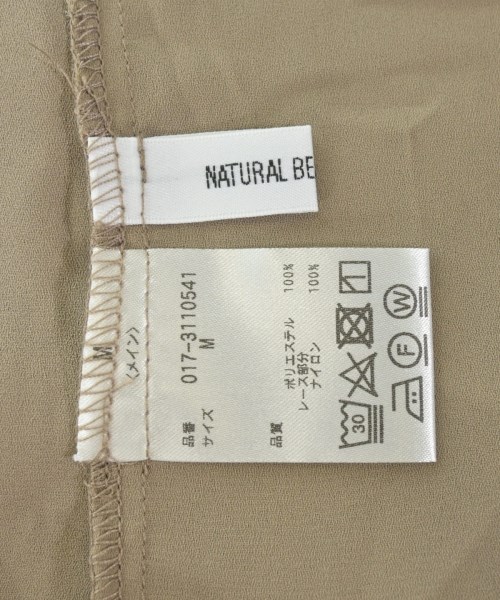 NATURAL BE
M
〈メイン〉
品番 017-3110541
サイズ M
品質 ポリエステル 100%
レース部分
ナイロン 100%
30
F
W